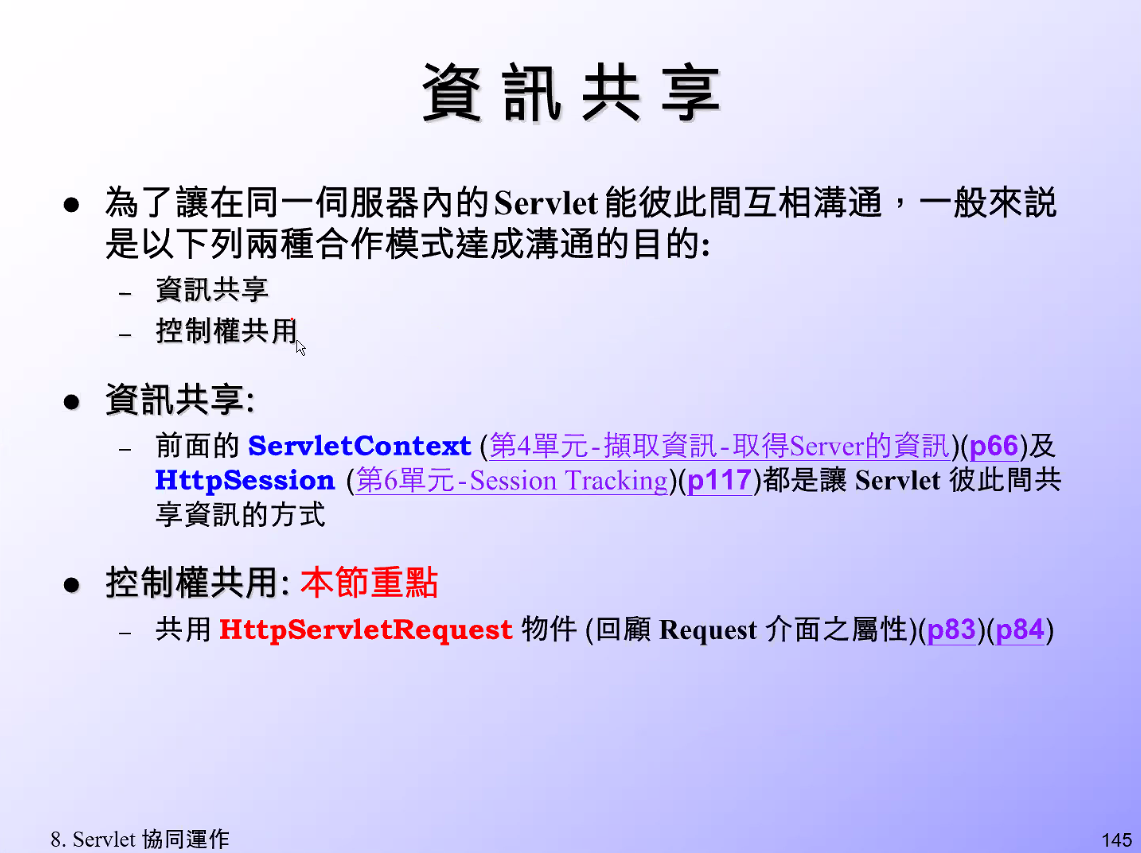 資 訊 共 享
● 為了讓在同一伺服器內的Servlet能彼此間互相溝通，一般來説
是以下列兩種合作模式達成溝通的目的:
– 資訊共享
– 控制權共用
● 資訊共享:
– 前面的 ServletContext (第4單元-擷取資訊-取得Server的資訊)(p66)及
HttpSession (第6單元-Session Tracking)(p117)都是讓 Servlet 彼此間共
享資訊的方式
● 控制權共用: 本節重點
– 共用 HttpServletRequest 物件 (回顧 Request 介面之屬性)(p83)(p84)
8. Servlet 協同運作
145